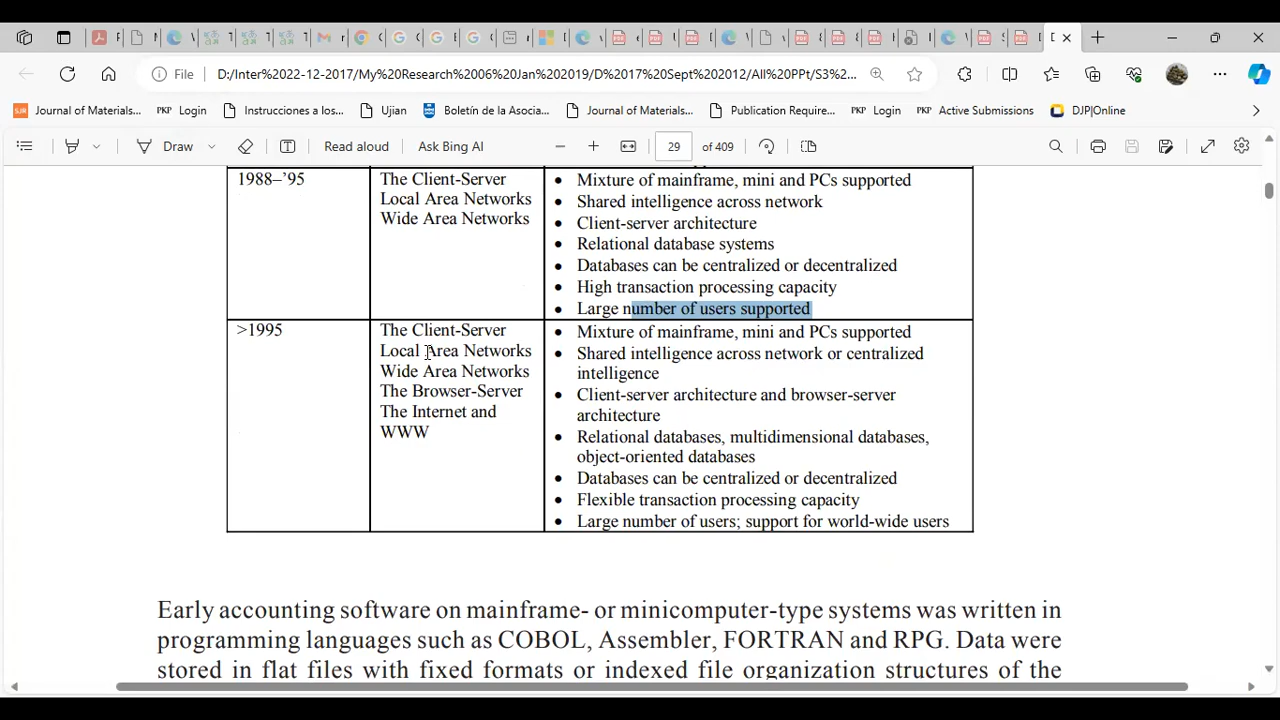 File
D:/Inter%2022-12-2017/My%20Research%2006%20Jan%2019/D%2017%20Sept%202012/All%20PPt/S3%2...
Journal of Materials...
PKP Login
Instrucciones a los...
Ujian
Boletín de la Asocia...
Journal of Materials...
Publication Require...
PKP Login
PKP Active Submissions
DJP|Online
Draw
Read aloud
Ask Bing AI
29 of 409
1988–’95
The Client-Server
Local Area Networks
Wide Area Networks
• Mixture of mainframe, mini and PCs supported
• Shared intelligence across network
• Client-server architecture
• Relational database systems
• Databases can be centralized or decentralized
• High transaction processing capacity
• Large number of users supported
>1995
The Client-Server
Local Area Networks
Wide Area Networks
The Browser-Server
The Internet and
WWW
• Mixture of mainframe, mini and PCs supported
• Shared intelligence across network or centralized
intelligence
• Client-server architecture and browser-server
architecture
• Relational databases, multidimensional databases,
object-oriented databases
• Databases can be centralized or decentralized
• Flexible transaction processing capacity
• Large number of users; support for world-wide users
Early accounting software on mainframe- or minicomputer-type systems was written in
programming languages such as COBOL, Assembler, FORTRAN and RPG. Data were
stored in flat files with fixed formats or indexed file organization structures of the